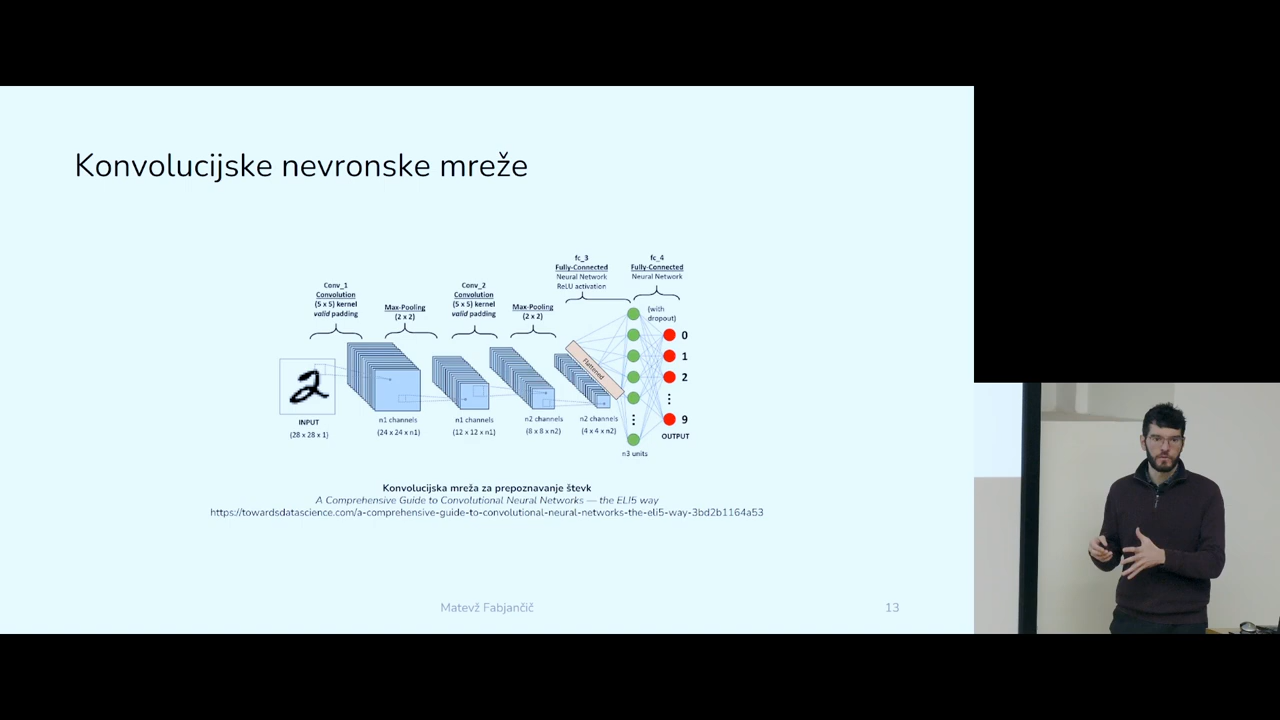 Konvolucijske nevronske mreže
fc_3
Fully-Connected
Neural Network
ReLU activation
fc_4
Fully-Connected
Neural Network
Conv_1
Convolution
(5 x 5) kernel
valid padding
Max-Pooling
(2 x 2)
Conv_2
Convolution
(5 x 5) kernel
valid padding
Max-Pooling
(2 x 2)
(with
dropout)
Flattened
0
1
2
9
INPUT
(28 x 28 x 1)
n1 channels
(24 x 24 x n1)
n1 channels
(12 x 12 x n1)
n2 channels
(8 x 8 x n2)
n2 channels
(4 x 4 x n2)
OUTPUT
n3 units
Konvolucijska mreža za prepoznavanje števk
A Comprehensive Guide to Convolutional Neural Networks — the ELI5 way
https://towardsdatascience.com/a-comprehensive-guide-to-convolutional-neural-networks-the-eli5-way-3bd2b1164a53
Matevž Fabjančič
13